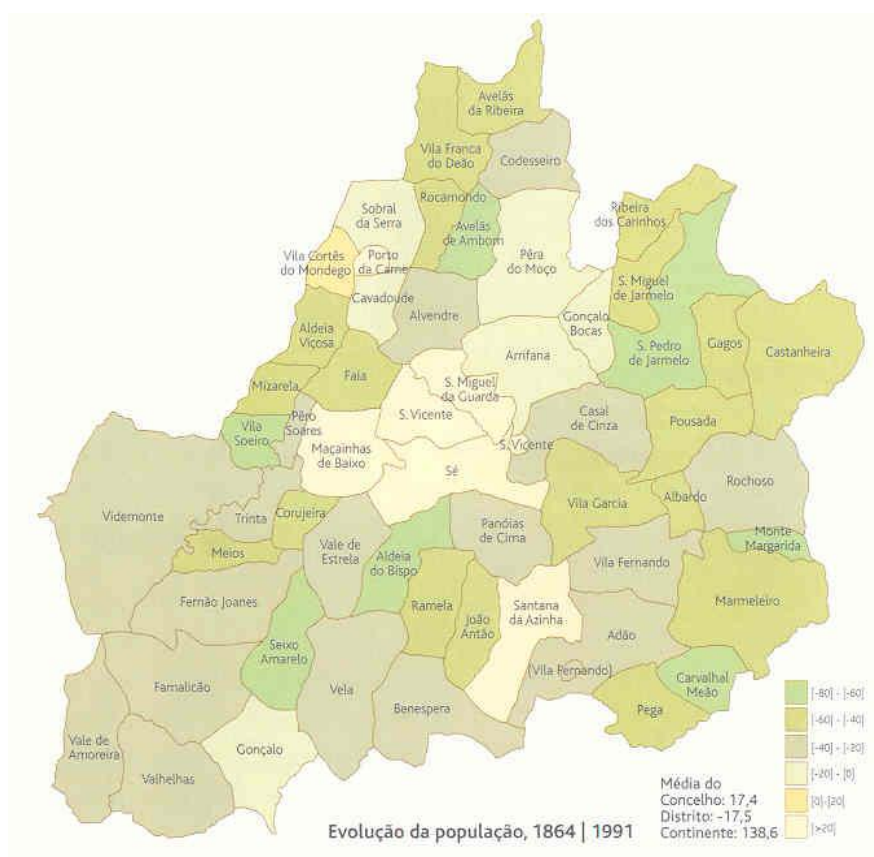 Avelãs
da Ribeira
Vila Franca
do Deão
Codesseiro
Rocamondo
Sobral
da Serra
Avelãs
de Ambom
Ribeira
dos Carinhos
Vila Cortês
do Mondego
Porto
da Carne
Pêra
do Moço
Cavadoude
S. Miguel
de Jarmelo
Alvendre
Gonçalo
Bocas
Aldeia
Viçosa
S. Pedro
de Jarmelo
Gagos
Castanheira
Arrifana
Faia
Mizarela
S. Miguel
da Guarda
Pêro
Soares
S. Vicente
Casal
de Cinza
Pousada
Vila
Soeiro
Maçainhas
de Baixo
S. Vicente
Sé
Rochoso
Videmonte
Trinta
Corujeira
Vila Garcia
Albardo
Panóias
de Cima
Monte
Margarida
Meios
Vale de
Estrela
Aldeia
do Bispo
Vila Fernando
Fernão Joanes
Ramela
João
Antão
Santana
da Azinha
Marmeleiro
Adão
Seixo
Amarelo
(Vila Fernando)
Carvalhal
Meão
Famalicão
Vela
Benespera
Pega
Vale de
Amoreira
Valhelhas
Gonçalo
[-80] - [-60]
[-60] - [-40]
[-40] - [-20]
[-20] - [0]
[0]-[20]
[>20]
Média do
Concelho: 17,4
Distrito: -17,5
Continente: 138,6
Evolução da população, 1864 | 1991